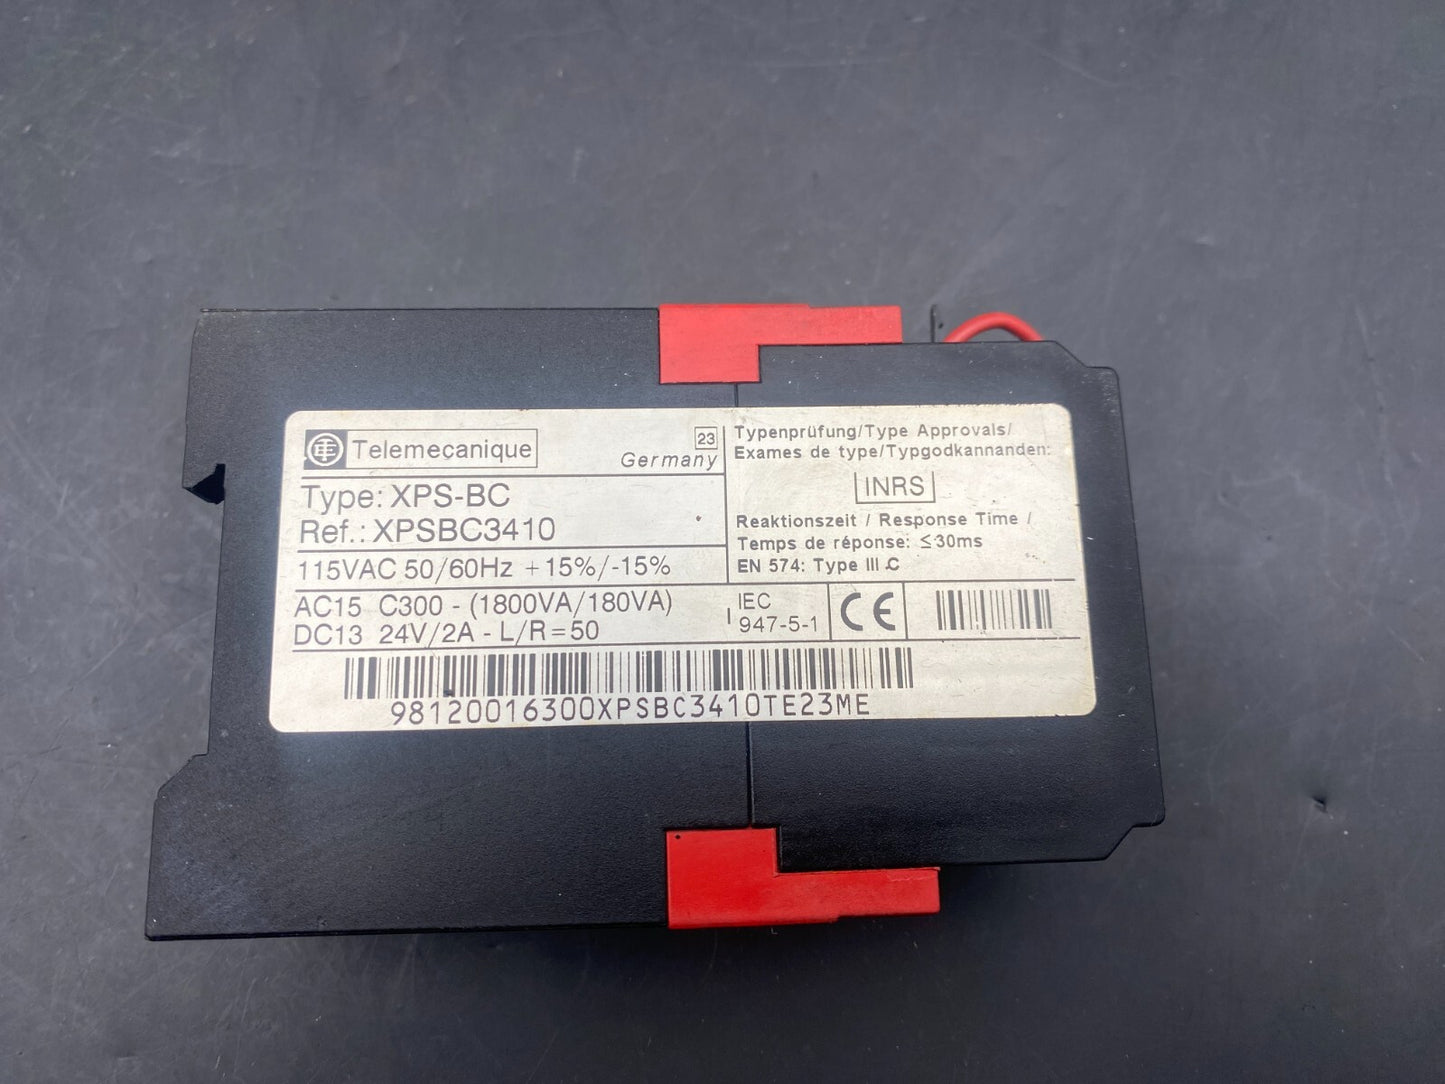 Telemecanique
23
Germany
Type: XPS-BC
Ref.: XPSBC3410
115VAC 50/60Hz +15%/-15%
Typenprüfung/Type Approvals/
Exames de type/Typgodkannanden:
INRS
Reaktionszeit / Response Time /
Temps de réponse: ≤30ms
EN 574: Type III C
AC15 C300 - (1800VA/180VA)
DC13 24V/2A - L/R=50
IEC
947-5-1
CE
98120016300XPSBC3410TE23ME